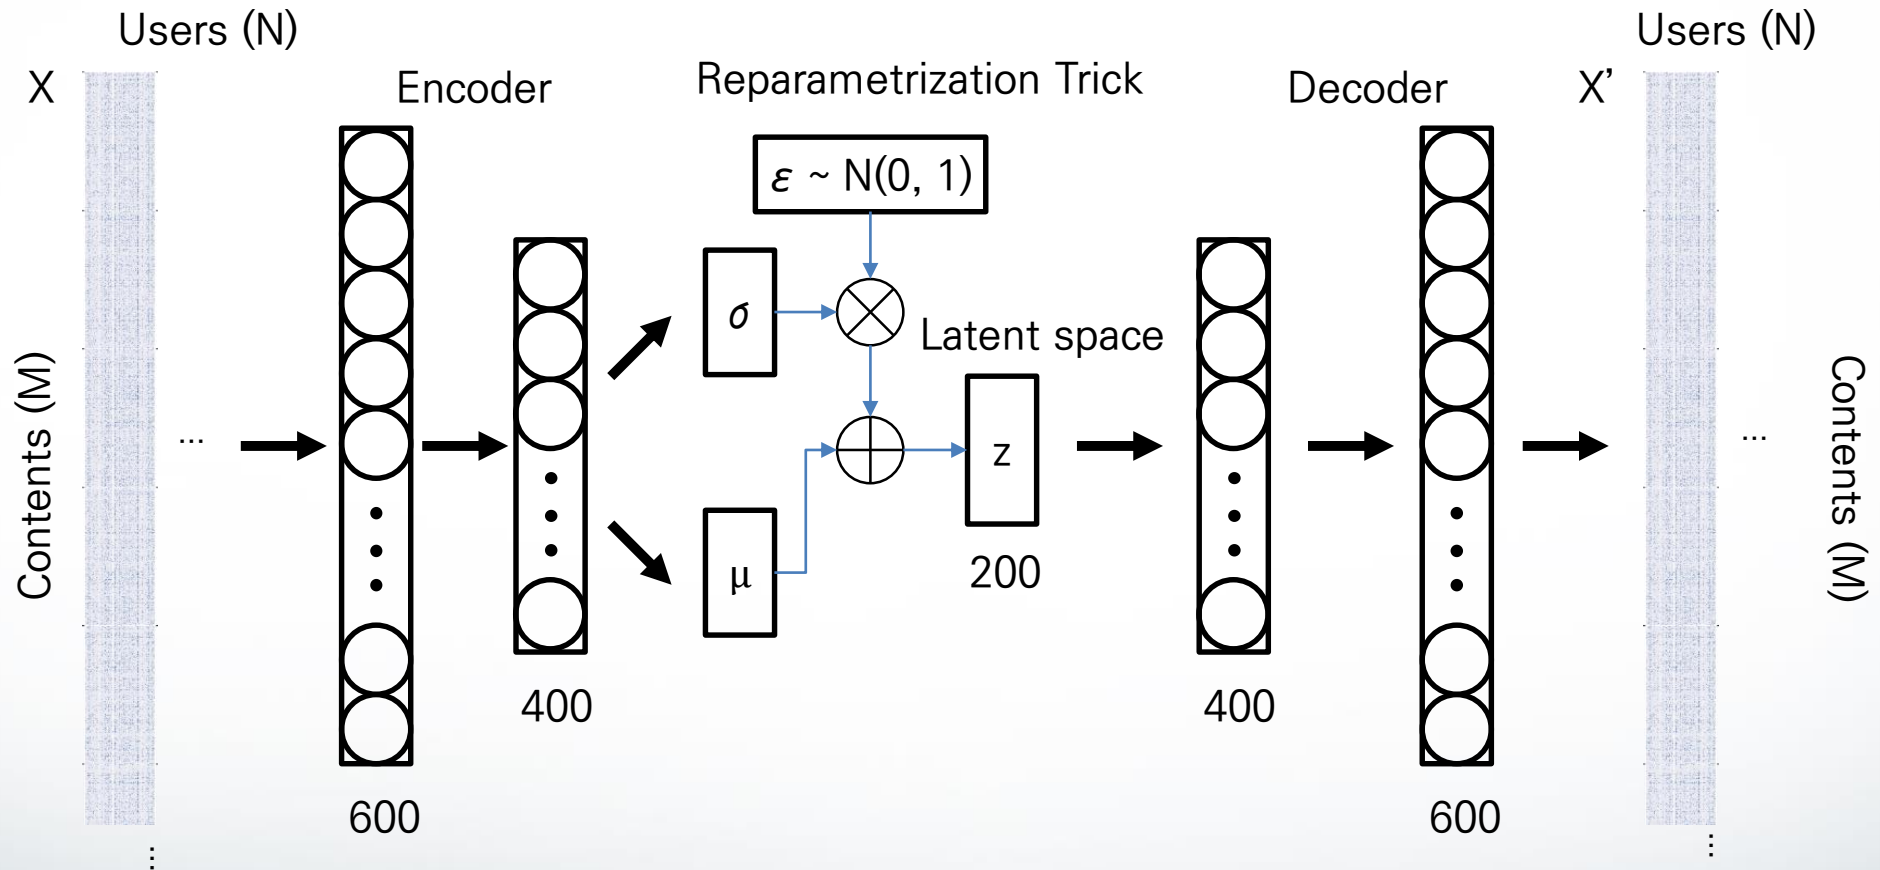 Users (N)
X
Contents (M)
...
Encoder
600
400
Reparametrization Trick
ε ~ N(0, 1)
σ
μ
Latent space
z
200
Decoder
400
600
Users (N)
X’
...
Contents (M)